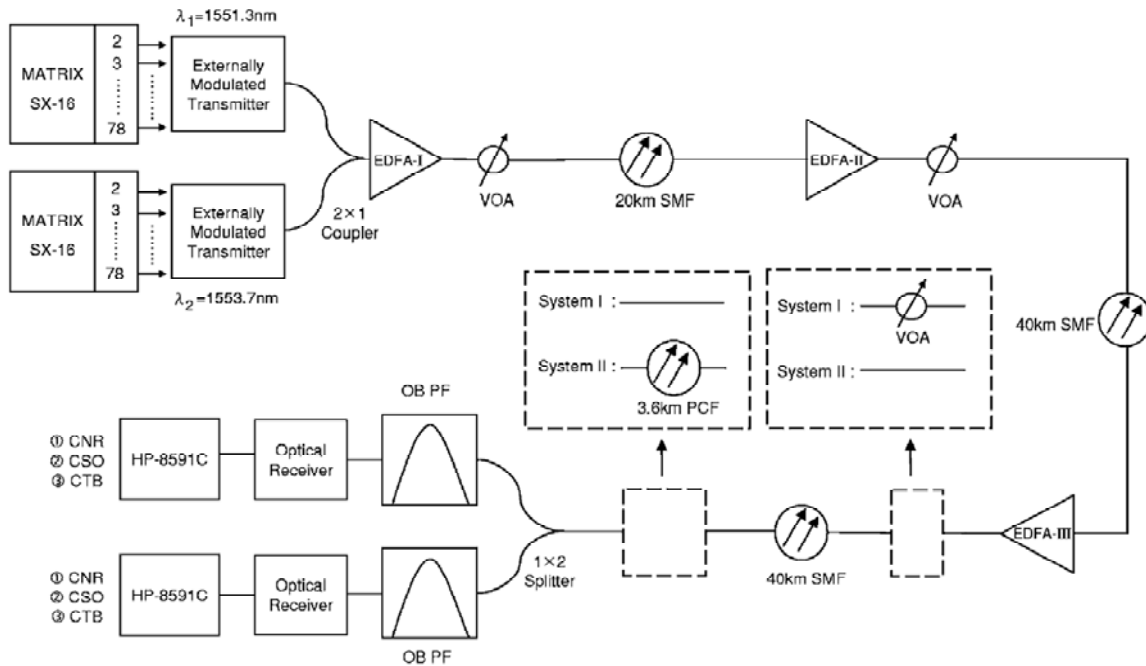 λ1=1551.3nm
MATRIX
SX-16
2
3
78
Externally
Modulated
Transmitter
EDFA-I
VOA
20km SMF
EDFA-II
VOA
MATRIX
SX-16
2
3
78
Externally
Modulated
Transmitter
2×1
Coupler
λ2=1553.7nm
System I :
System II :
3.6km PCF
System I :
VOA
System II :
40km SMF
OB PF
① CNR
② CSO
③ CTB
HP-8591C
Optical
Receiver
1×2
Splitter
40km SMF
EDFA-III
① CNR
② CSO
③ CTB
HP-8591C
Optical
Receiver
OB PF